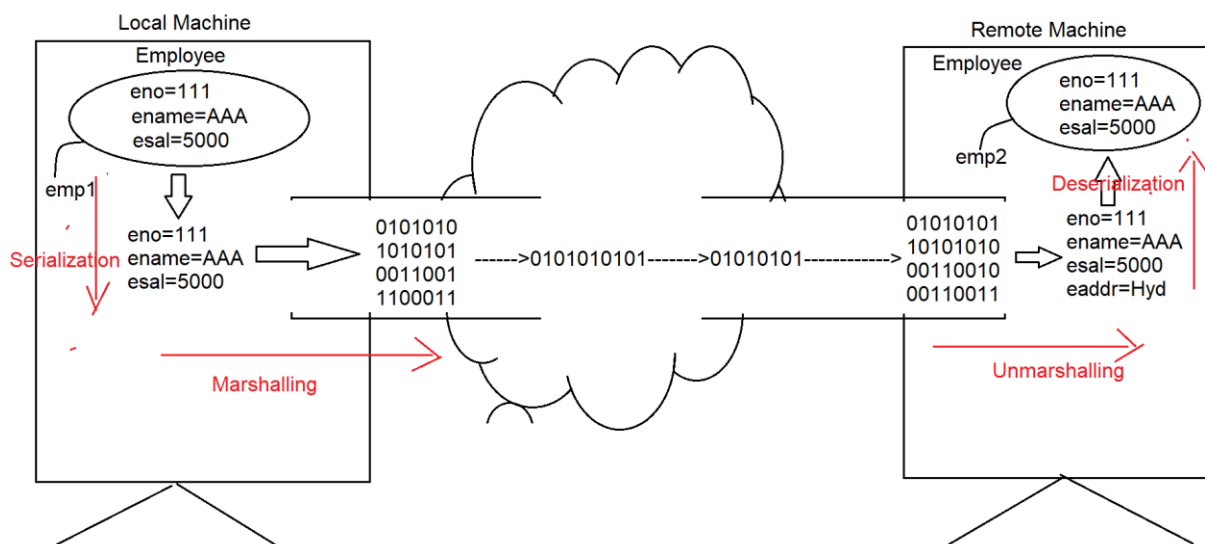 Local Machine
Employee
eno=111
ename=AAA
esal=5000
emp1
Serialization
eno=111
ename=AAA
esal=5000
Marshalling
0101010
1010101
0011001
1100011
------>0101010101------->01010101------------->
Remote Machine
Employee
eno=111
ename=AAA
esal=5000
emp2
Deserialization
01010101
10101010
00110010
00110011
eno=111
ename=AAA
esal=5000
eaddr=Hyd
Unmarshalling